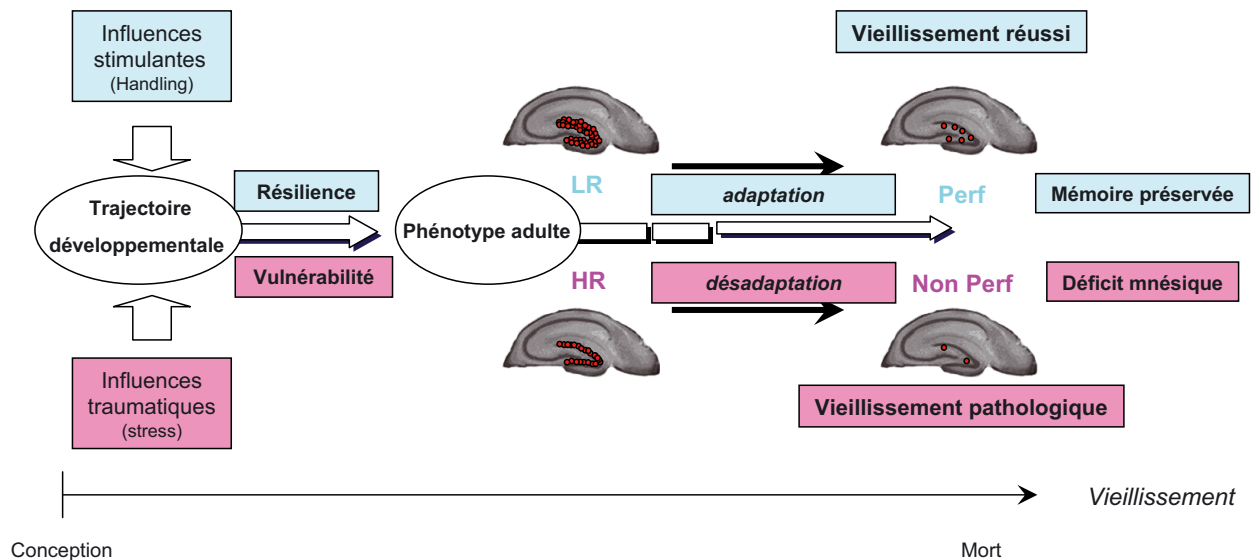 Influences
stimulantes
(Handling)
Vieillissement réussi
Trajectoire
développementale
Résilience
Vulnérabilité
Phénotype adulte
LR
adaptation
Perf
Mémoire préservée
HR
désadaptation
Non Perf
Déficit mnésique
Influences
traumatiques
(stress)
Vieillissement pathologique
Vieillissement
Conception
Mort